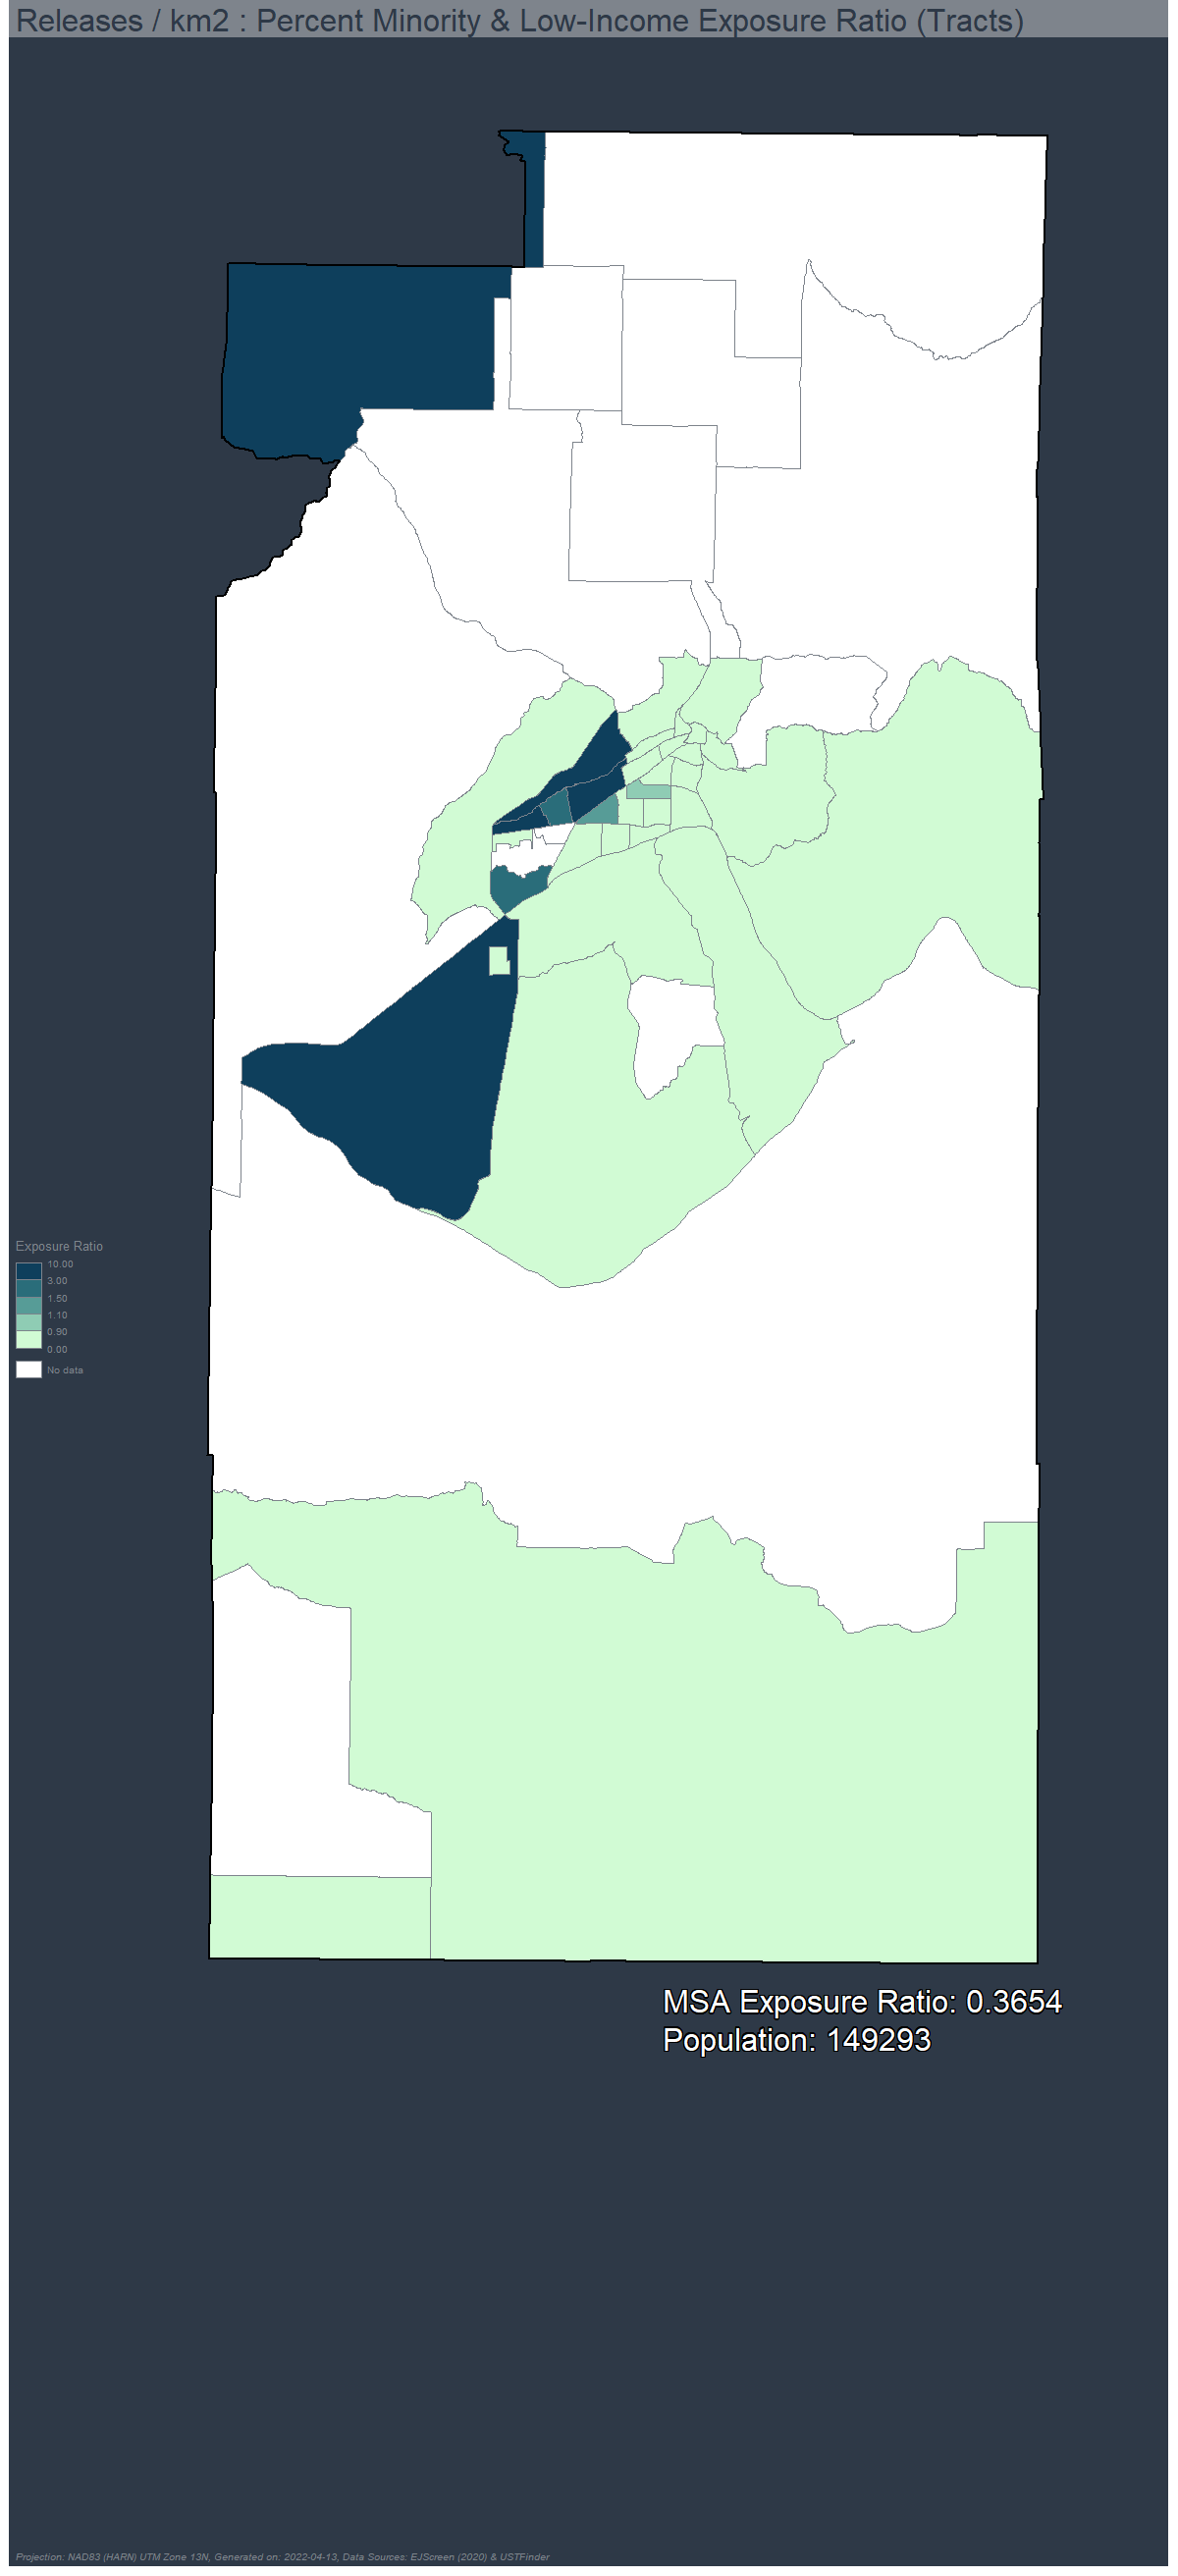 Releases / km2 : Percent Minority & Low-Income Exposure Ratio (Tracts)
Exposure Ratio
10.00
3.00
1.50
1.10
0.90
0.00
No data
MSA Exposure Ratio: 0.3654
Population: 149293
Projection: NAD83 (HARN) UTM Zone 13N, Generated on: 2022-04-13, Data Sources: EJScreen (2020) & USTFinder